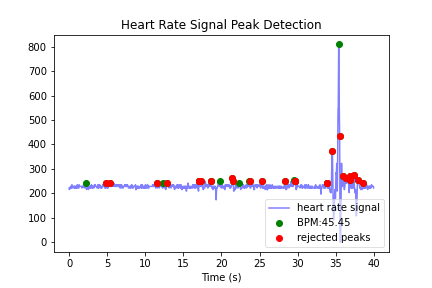 Heart Rate Signal Peak Detection
800
700
600
500
400
300
200
100
0
heart rate signal
BPM:45.45
rejected peaks
0 5 10 15 20 25 30 35 40
Time (s)